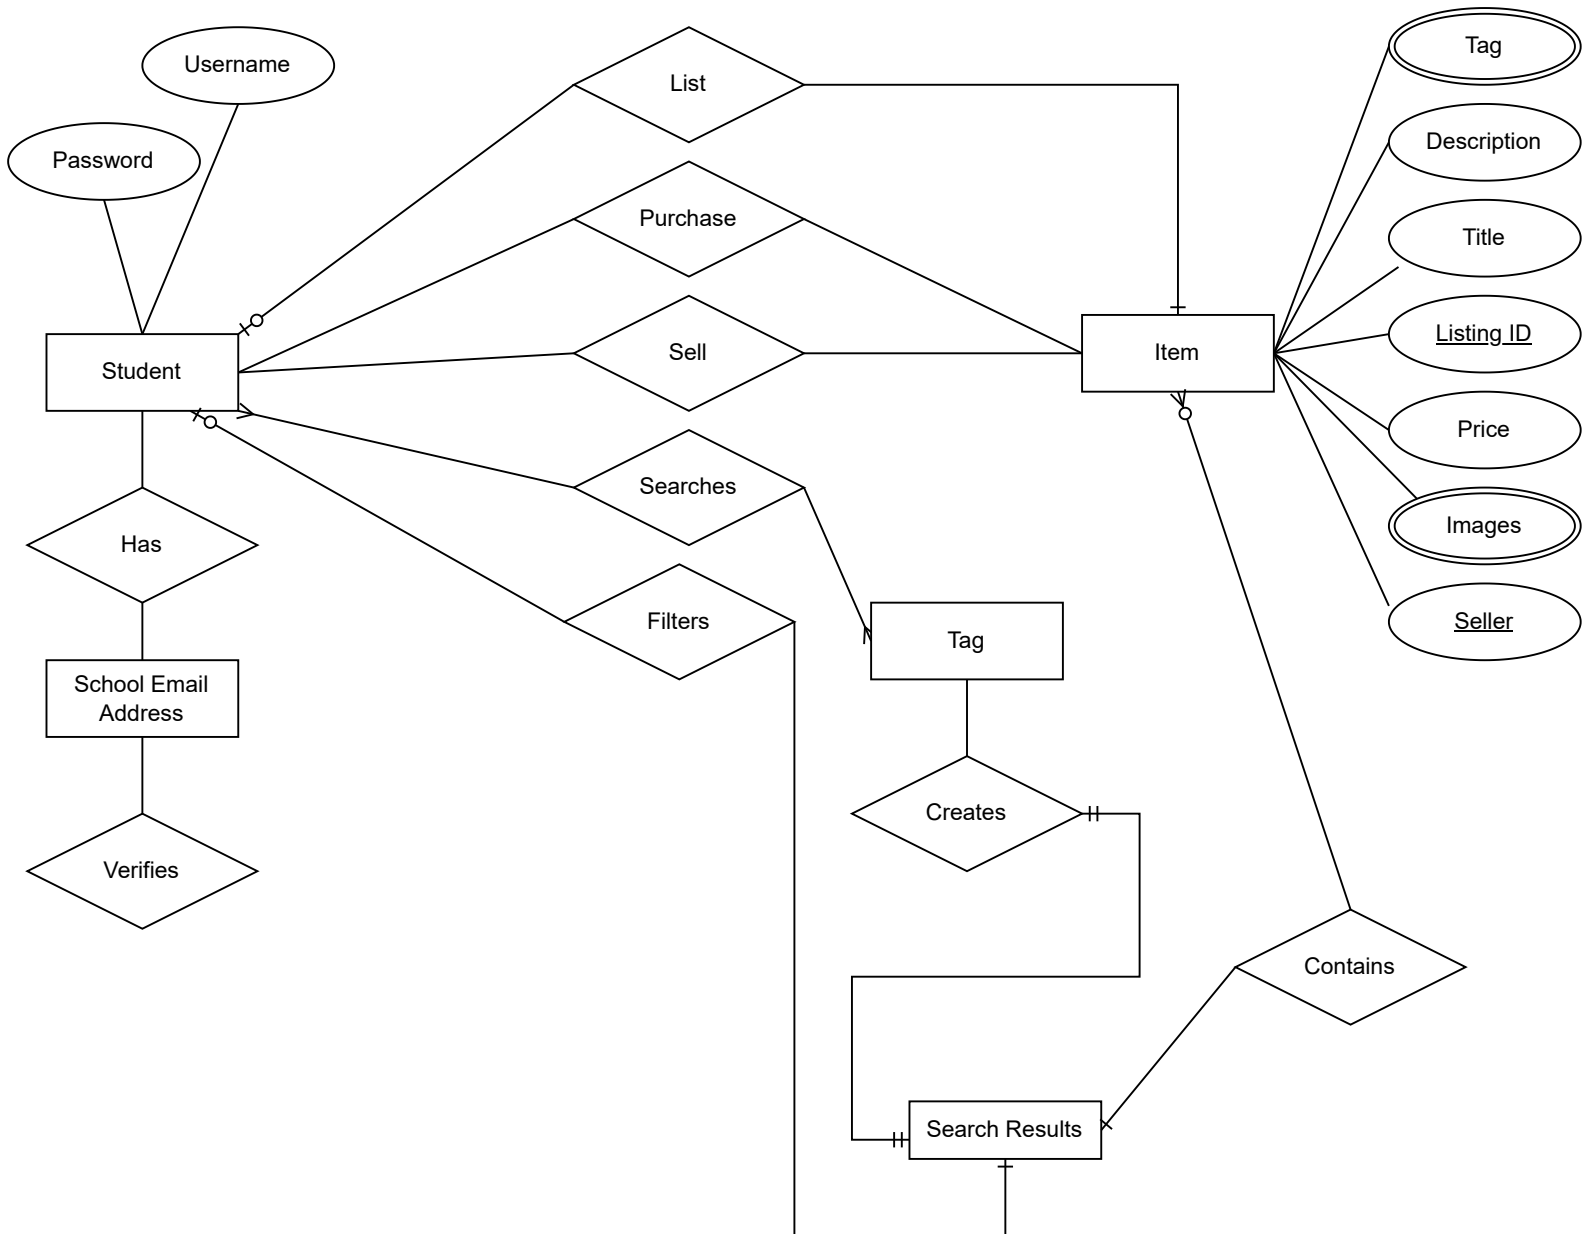 Username
Password
List
Purchase
Sell
Searches
Filters
Student
Has
School Email
Address
Verifies
Item
Tag
Description
Title
Listing ID
Price
Images
Seller
Tag
Creates
Contains
Search Results